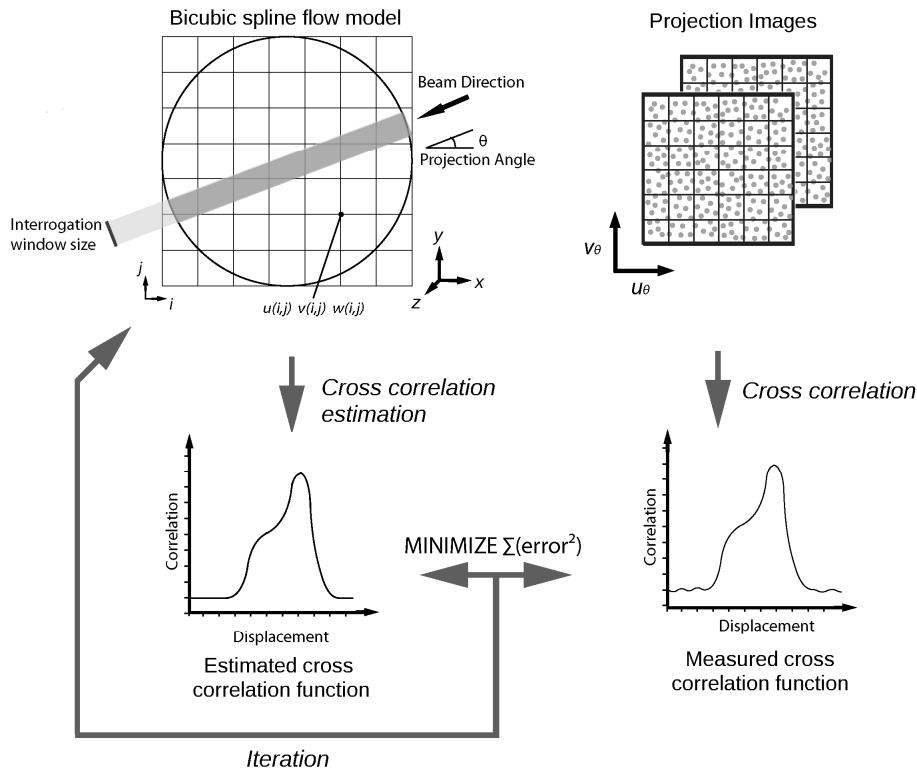 Bicubic spline flow model
Projection Images
Beam Direction
θ
Projection Angle
Interrogation
window size
j
i
u(i,j) v(i,j) w(i,j)
y
x
z
vθ
uθ
Cross correlation
estimation
Cross correlation
Correlation
Displacement
Estimated cross
correlation function
MINIMIZE ∑(error²)
Correlation
Displacement
Measured cross
correlation function
Iteration